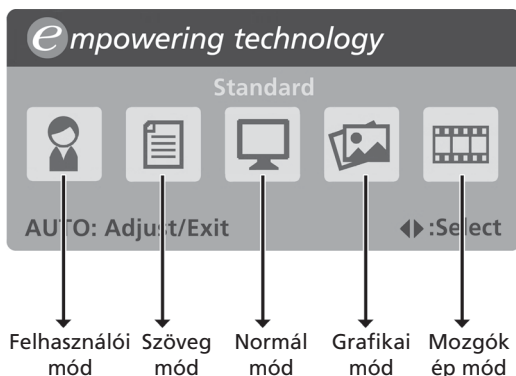 empowering technology
Standard
AUTO: Adjust/Exit ◀▶ :Select
Felhasználói mód
Szöveg mód
Normál mód
Grafikai mód
Mozgók ép mód